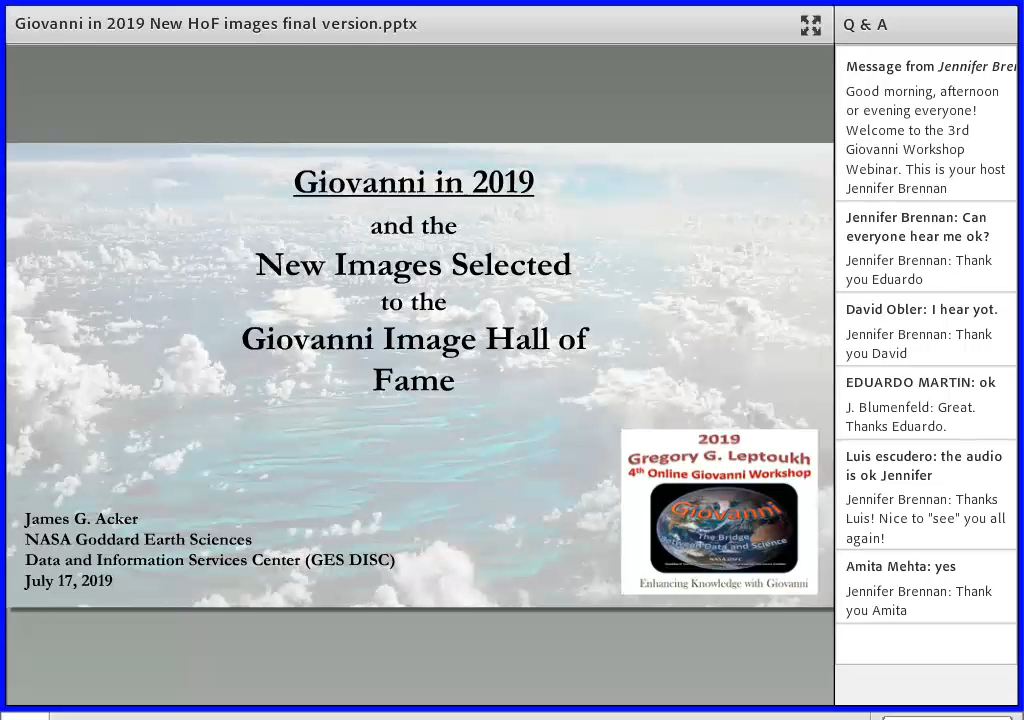 Giovanni in 2019 New HoF images final version.pptx
Giovanni in 2019
and the
New Images Selected
to the
Giovanni Image Hall of
Fame
James G. Acker
NASA Goddard Earth Sciences
Data and Information Services Center (GES DISC)
July 17, 2019
2019
Gregory G. Leptoukh
4th Online Giovanni Workshop
Giovanni
The Bridge
Between Data and Science
Enhancing Knowledge with Giovanni
Q & A
Message from Jennifer
Good morning, afternoon
or evening everyone!
Welcome to the 3rd
Giovanni Workshop
Webinar. This is your host
Jennifer Brennan
Jennifer Brennan: Can
everyone hear me ok?
Jennifer Brennan: Thank
you Eduardo
David Obler: I hear yot.
Jennifer Brennan: Thank
you David
EDUARDO MARTIN: ok
J. Blumenfeld: Great.
Thanks Eduardo.
Luis escudero: the audio
is ok Jennifer
Jennifer Brennan: Thanks
Luis! Nice to "see" you all
again!
Amita Mehta: yes
Jennifer Brennan: Thank
you Amita